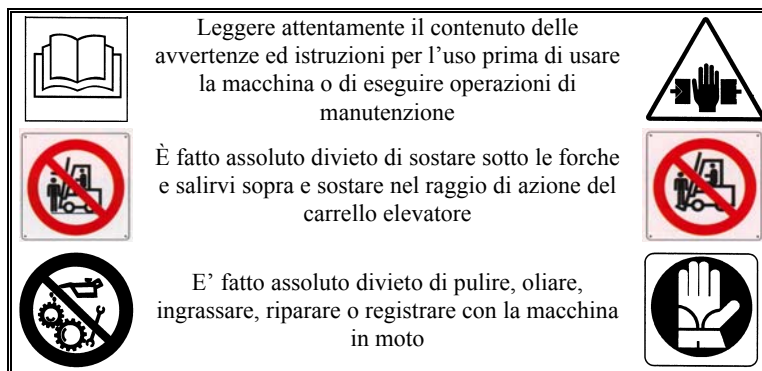 Leggere attentamente il contenuto delle
avvertenze ed istruzioni per l’uso prima di usare
la macchina o di eseguire operazioni di
manutenzione
È fatto assoluto divieto di sostare sotto le forche
e salirvi sopra e sostare nel raggio di azione del
carrello elevatore
E’ fatto assoluto divieto di pulire, oliare,
ingrassare, riparare o registrare con la macchina
in moto